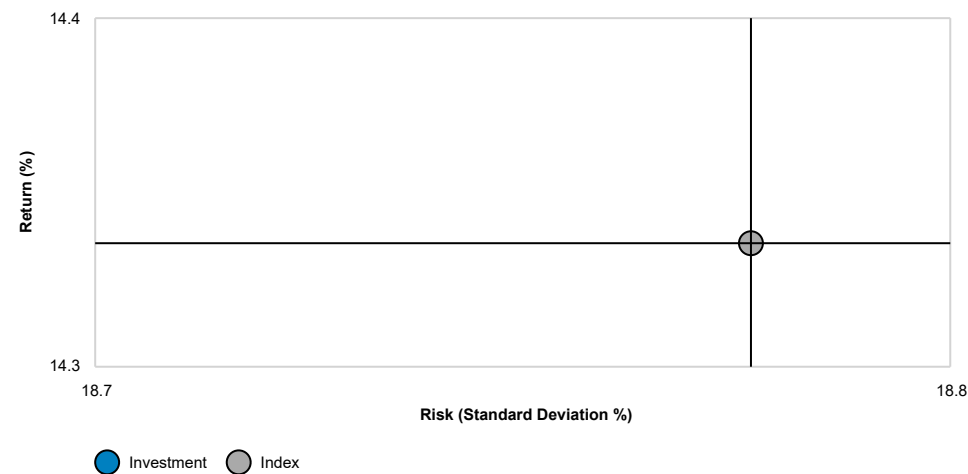 14.4
Return (%)
14.3
18.7
18.8
Risk (Standard Deviation %)
Investment
Index